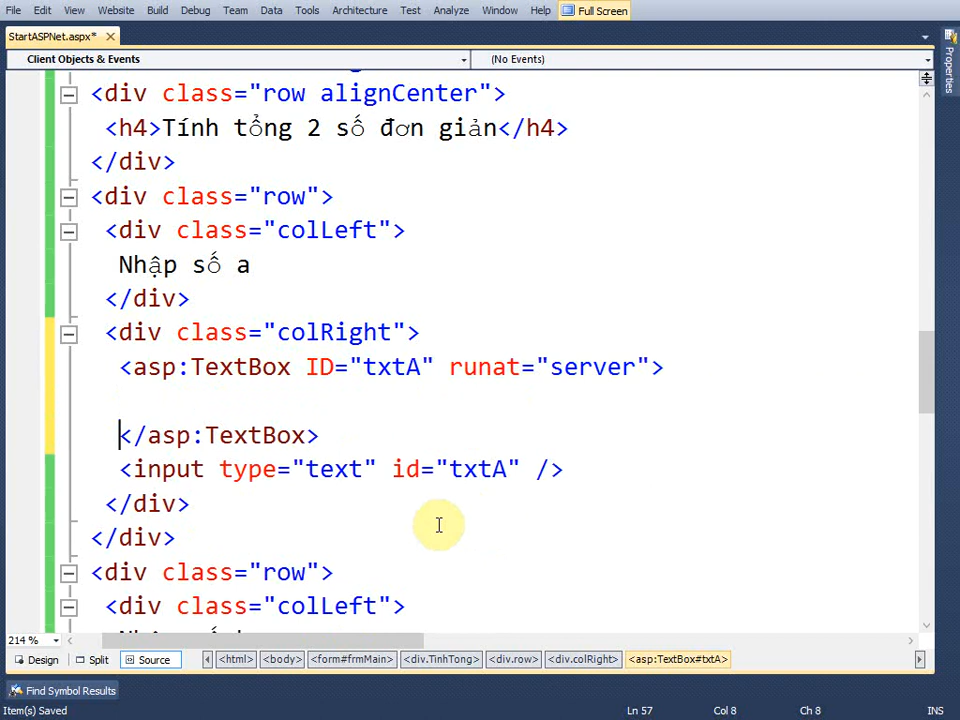 File Edit View Website Build Debug Team Data Tools Architecture Test Analyze Window Help Full Screen
StartASPNet.aspx*
Client Objects & Events (No Events)
Properties
<div class="row alignCenter">
<h4>Tính tổng 2 số đơn giản</h4>
</div>
<div class="row">
<div class="colLeft">
Nhập số a
</div>
<div class="colRight">
<asp:TextBox ID="txtA" runat="server">
</asp:TextBox>
<input type="text" id="txtA" />
</div>
</div>
<div class="row">
<div class="colLeft">
214 %
Design Split Source <html> <body> <form#frmMain> <div.TinhTong> <div.row> <div.colRight> <asp:TextBox#txtA>
Find Symbol Results
Item(s) Saved Ln 57 Col 8 Ch 8 INS